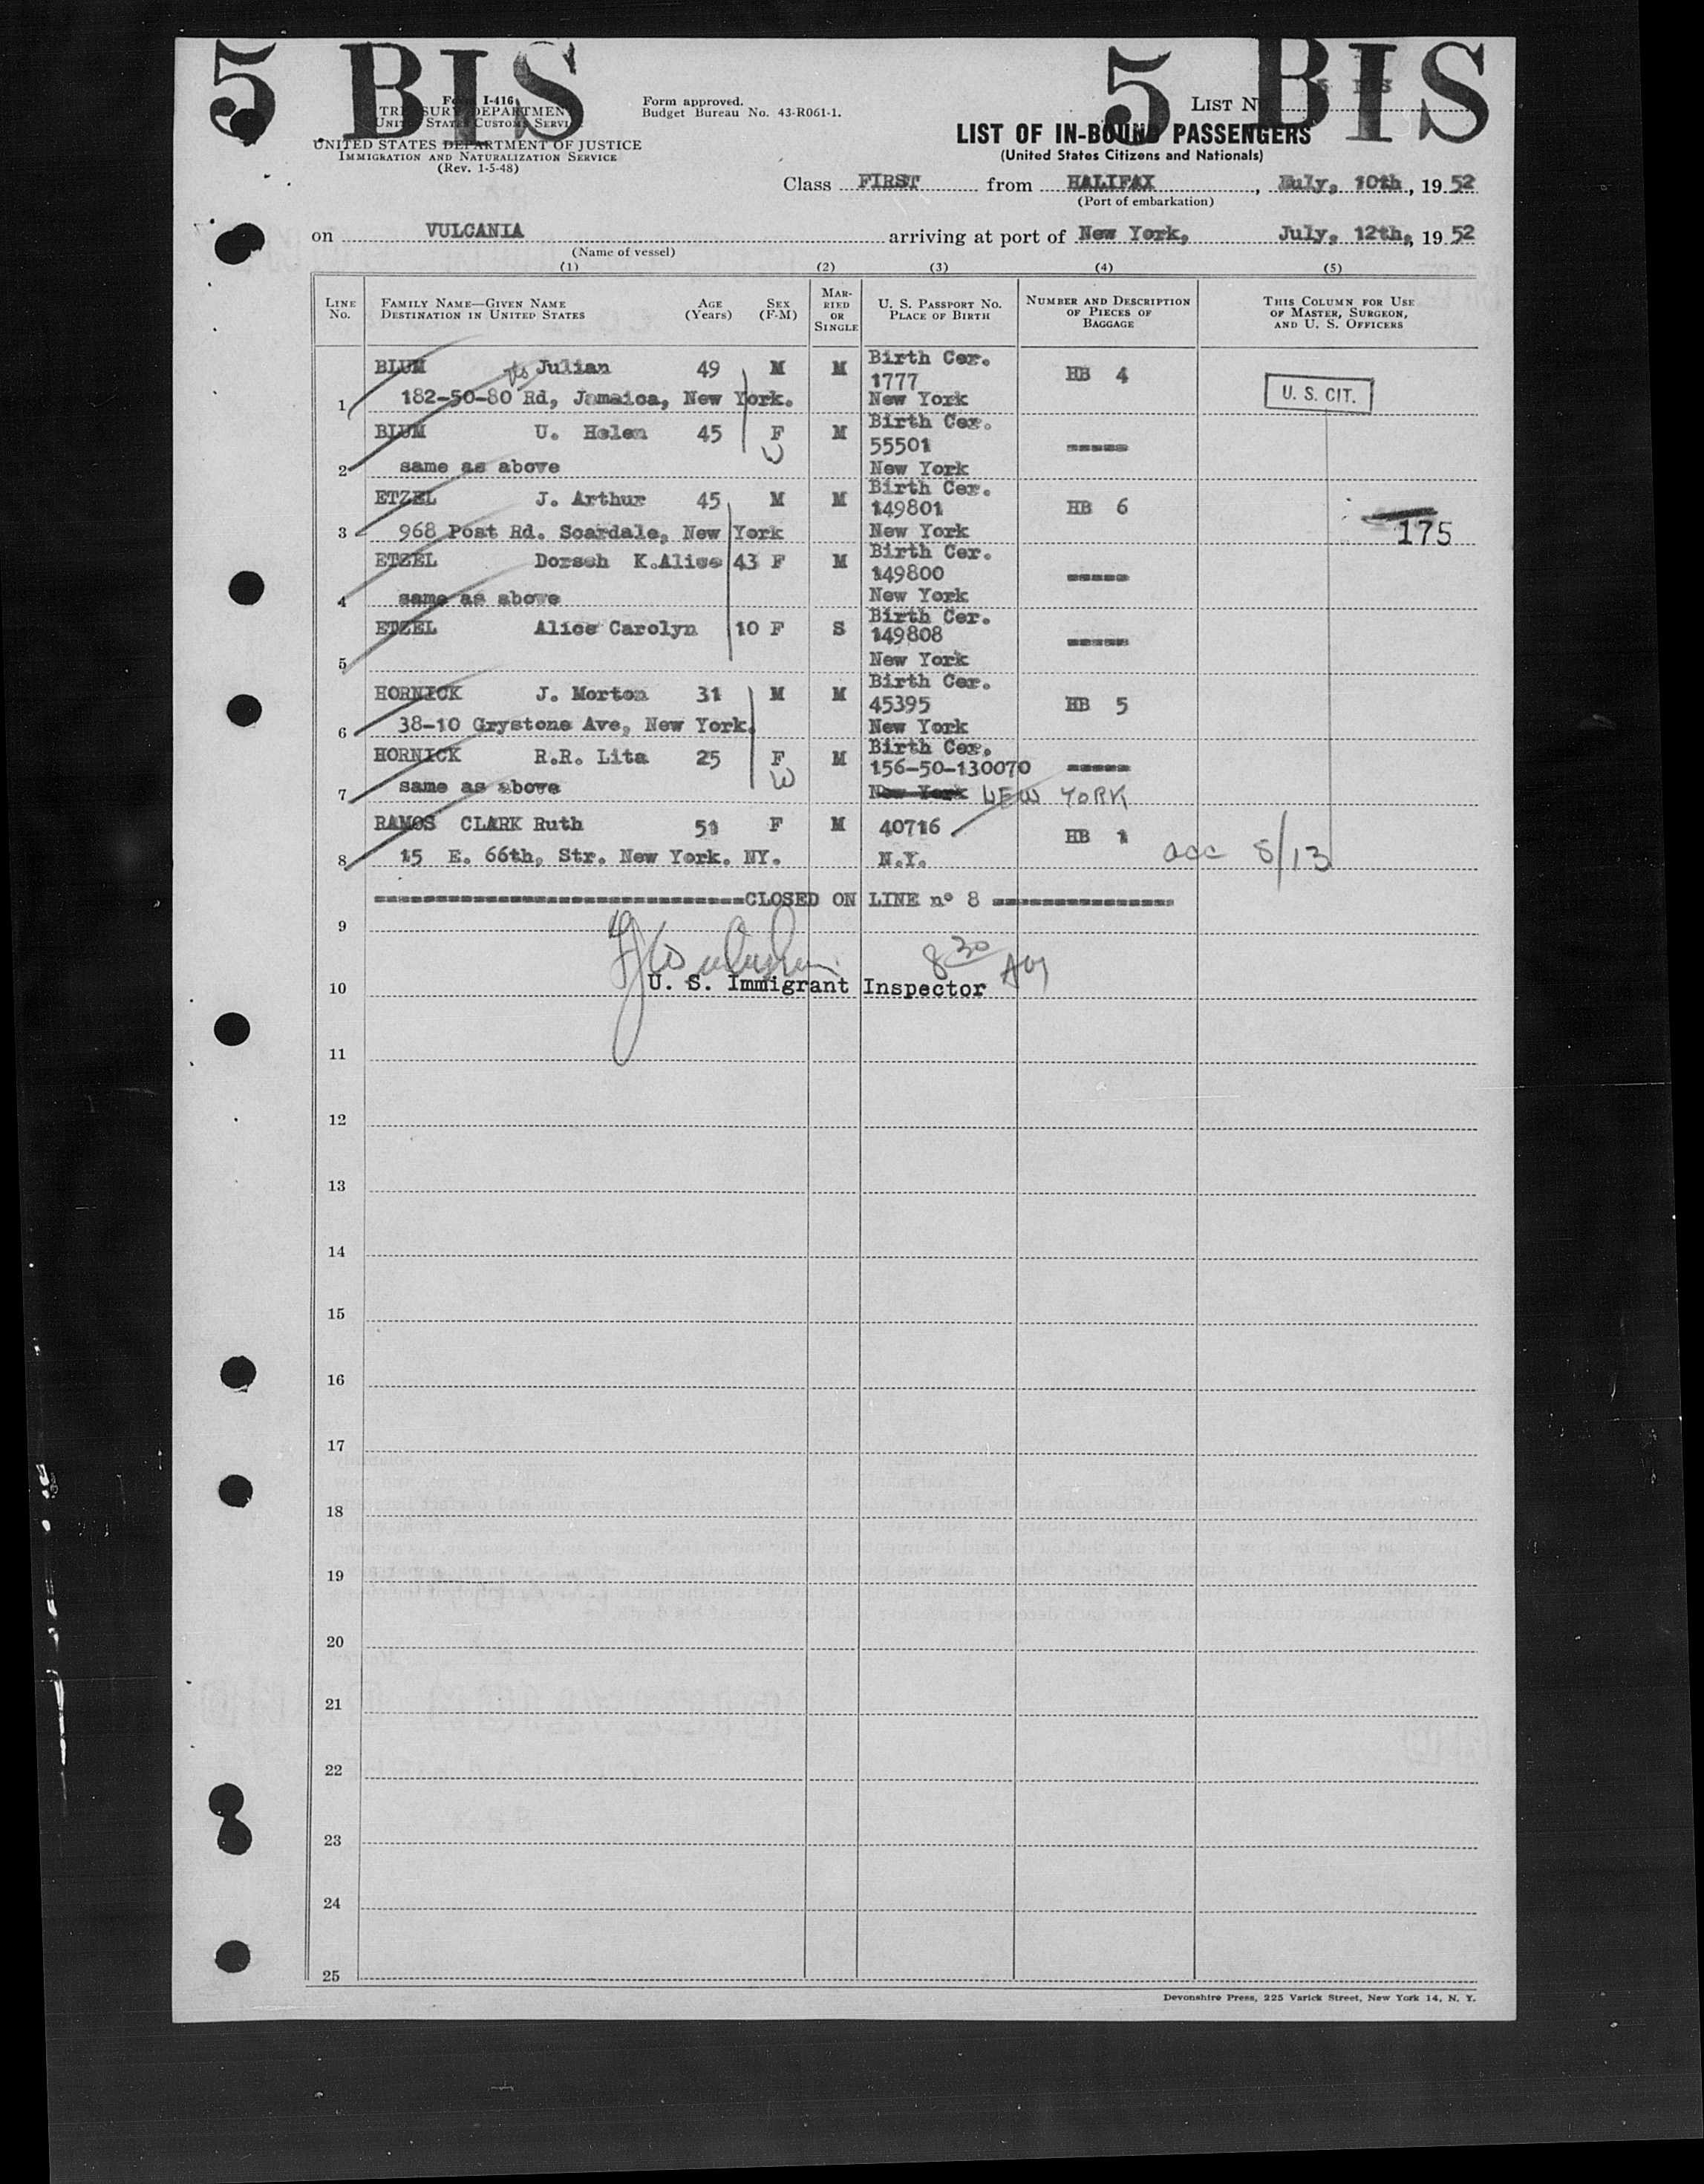 5 BIS 5 BIS
Form I-416
TREASURY DEPARTMENT
UNITED STATES CUSTOMS SERVICE
UNITED STATES DEPARTMENT OF JUSTICE
IMMIGRATION AND NATURALIZATION SERVICE
(Rev. 1-5-48)
Form approved.
Budget Bureau No. 43-R061-1.
LIST N 5 BIS
LIST OF IN-BOUND PASSENGERS
(United States Citizens and Nationals)
Class FIRST from HALIFAX, July, 10th, 19 52
(Port of embarkation)
on VULCANIA arriving at port of New York, July, 12th, 19 52
(Name of vessel)
(1) (2) (3) (4) (5)
LINE No. FAMILY NAME—GIVEN NAME DESTINATION IN UNITED STATES AGE (Years) SEX (F-M) MARRIED OR SINGLE U. S. PASSPORT NO. PLACE OF BIRTH NUMBER AND DESCRIPTION OF PIECES OF BAGGAGE THIS COLUMN FOR USE OF MASTER, SURGEON, AND U. S. OFFICERS
BLUM Julian 49 M M Birth Cer. 1777 HB 4 U. S. CIT.
1 182-50-80 Rd, Jamaica, New York. New York
BLUM U. Helen 45 F M Birth Cer. 55501 -----
W
2 same as above New York
ETZEL J. Arthur 45 M M Birth Cer. 149801 HB 6
3 968 Post Rd. Scardale, New York New York 175
ETZEL Dorsch K.Alice 43 F M Birth Cer. 149800 -----
4 same as above New York
ETZEL Alice Carolyn 10 F S Birth Cer. 149808 -----
5 New York
HORNICK J. Morton 31 M M Birth Cer. 45395 HB 5
6 38-10 Grystone Ave, New York. New York
HORNICK R.R. Lita 25 F M Birth Cer. 156-50-130070 -----
W
7 same as above New York NEW YORK
RAMOS CLARK Ruth 51 F M 40716 HB 1
8 15 E. 66th, Str. New York. NY. N.Y. acc 8/13
CLOSED ON LINE nº 8
9
8 30 AM
10 U. S. Immigrant Inspector
11
12
13
14
15
16
17
18
19
20
21
22
23
24
25
Devonshire Press, 225 Varick Street, New York 14, N. Y.